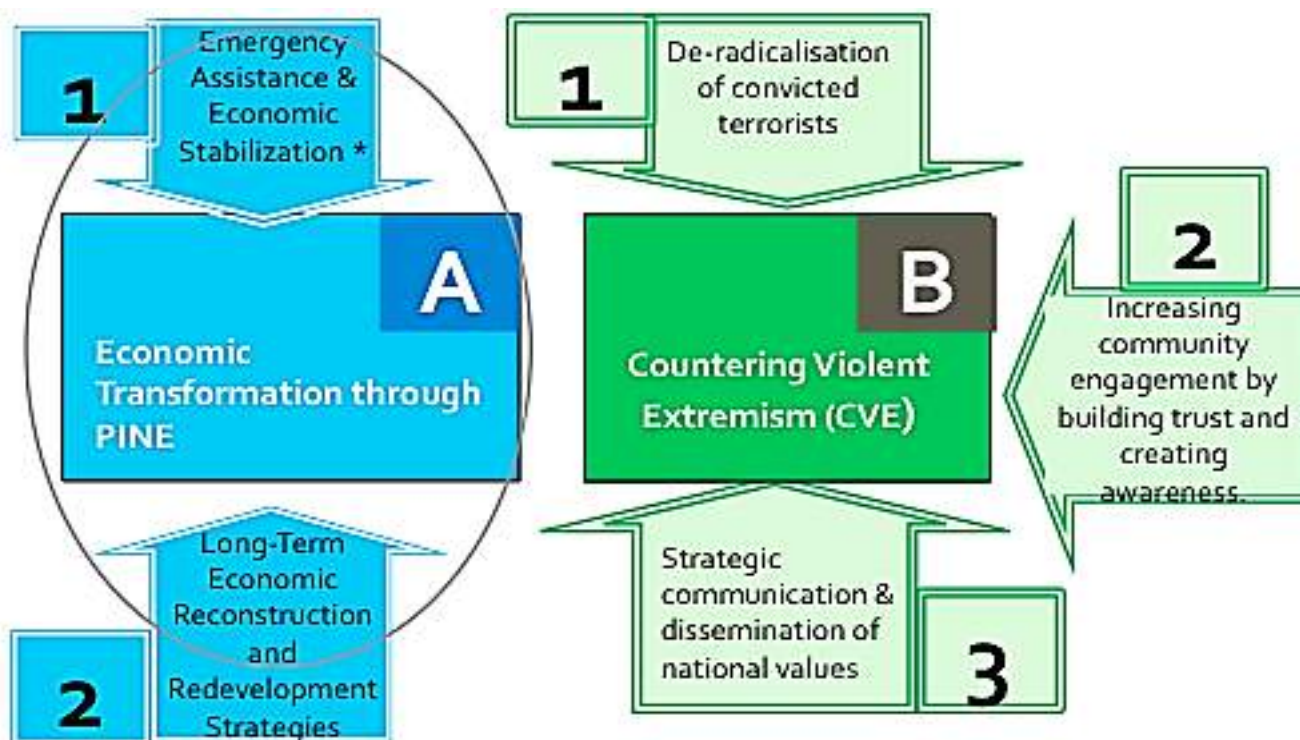 1
Emergency
Assistance &
Economic
Stabilization *
A
Economic
Transformation through
PINE
2
Long-Term
Economic
Reconstruction
and
Redevelopment
Strategies
1
De-radicalisation
of convicted
terrorists
B
Countering Violent
Extremism (CVE)
2
Increasing
community
engagement by
building trust and
creating
awareness.
Strategic
communication &
dissemination of
national values
3